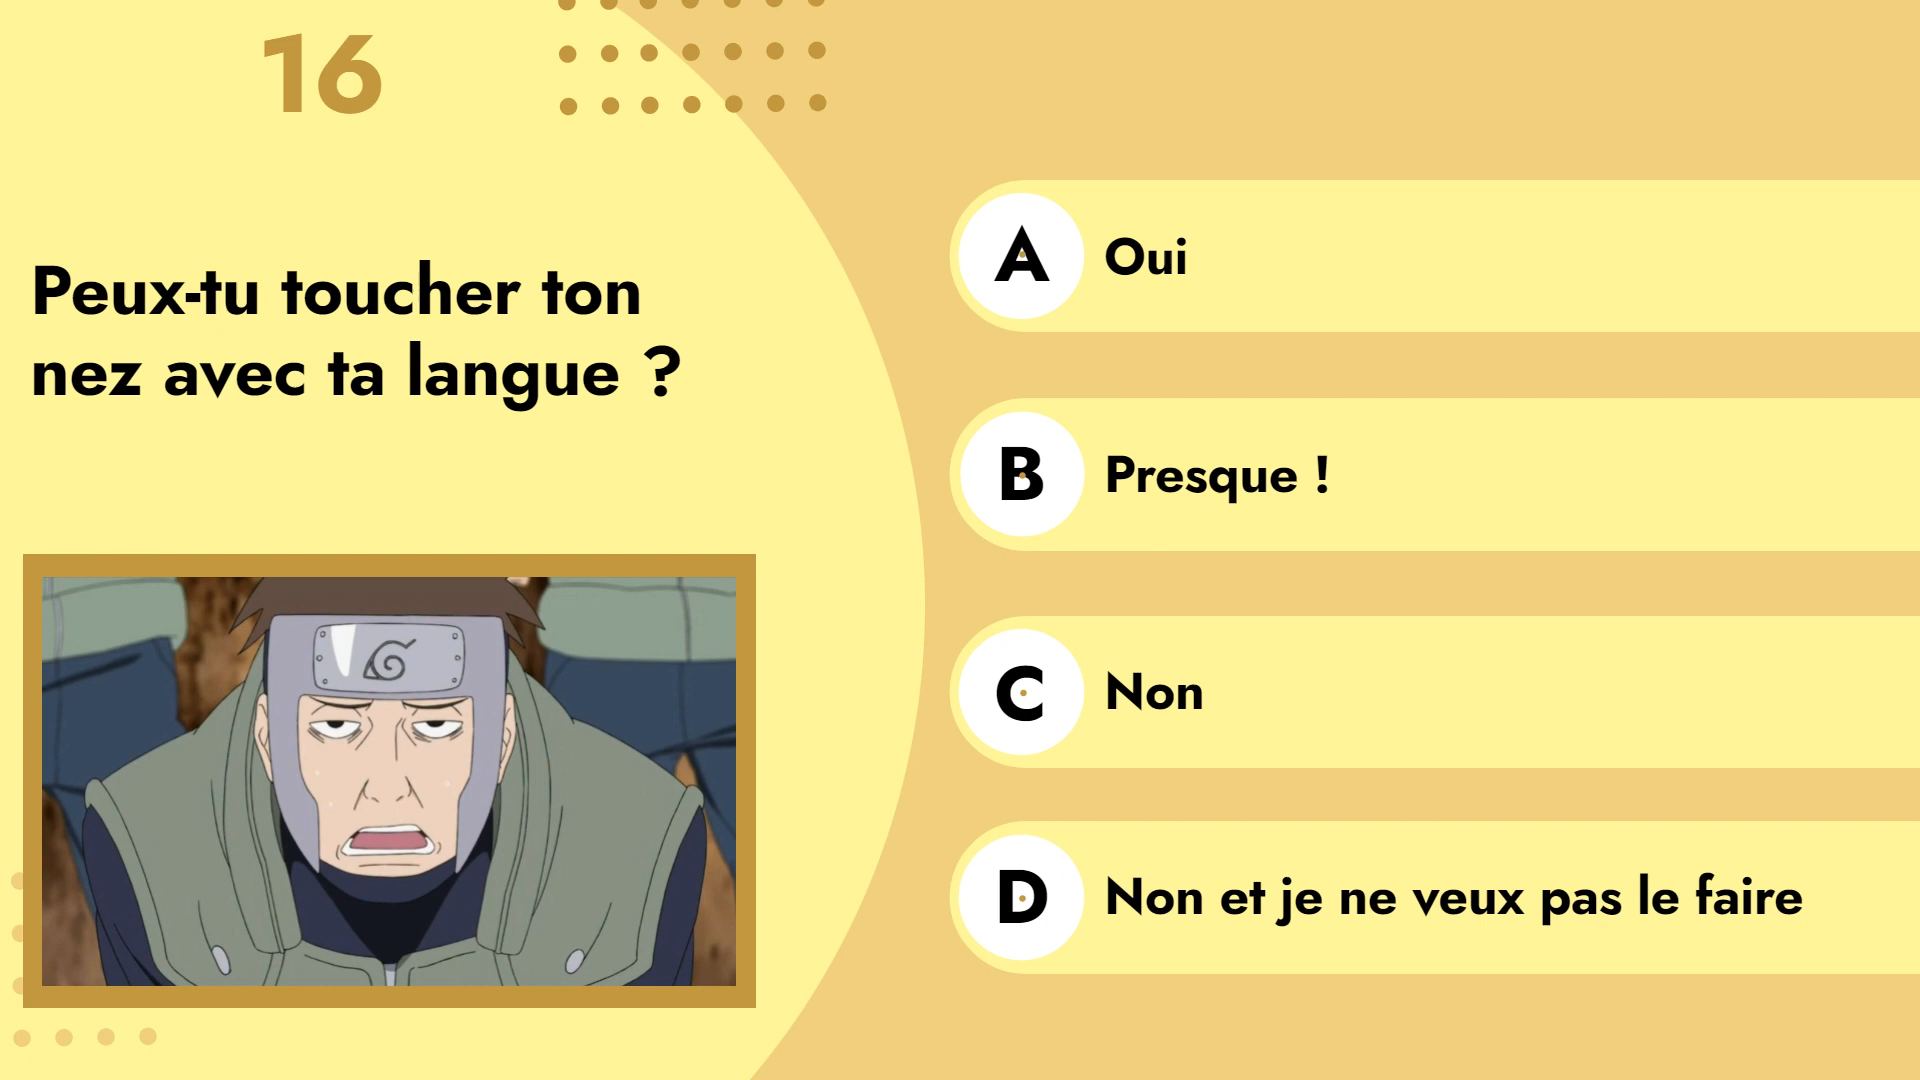 16
Peux-tu toucher ton
nez avec ta langue ?
A Oui
B Presque !
C Non
D Non et je ne veux pas le faire